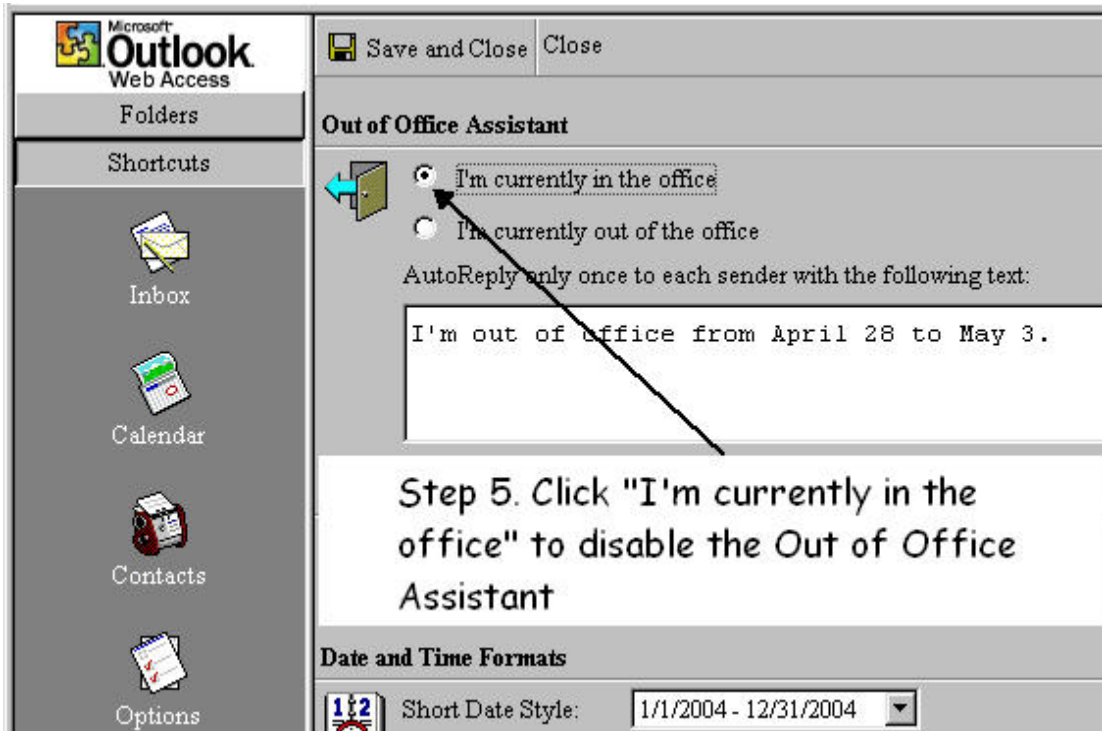 Microsoft
Outlook
Web Access
Folders
Shortcuts
Inbox
Calendar
Contacts
Options
Save and Close Close
Out of Office Assistant
I'm currently in the office
I'm currently out of the office
AutoReply only once to each sender with the following text:
I'm out of office from April 28 to May 3.
Step 5. Click "I'm currently in the
office" to disable the Out of Office
Assistant
Date and Time Formats
12
Short Date Style: 1/1/2004 - 12/31/2004